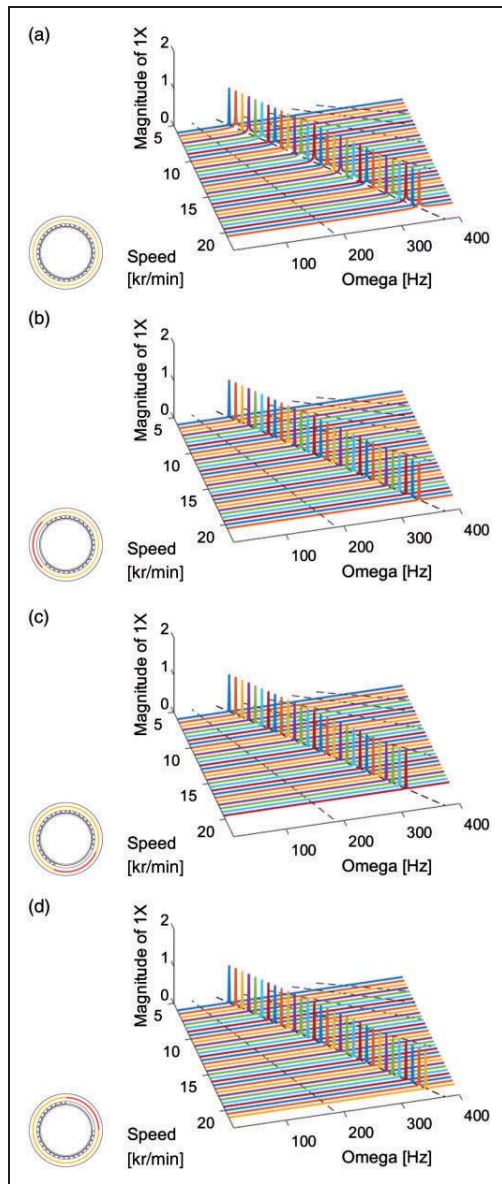 (a)
2
1
0
Magnitude of 1X
5
10
15
20
Speed
[kr/min]
100
200
300
400
Omega [Hz]
(b)
2
1
0
Magnitude of 1X
5
10
15
20
Speed
[kr/min]
100
200
300
400
Omega [Hz]
(c)
2
1
0
Magnitude of 1X
5
10
15
20
Speed
[kr/min]
100
200
300
400
Omega [Hz]
(d)
2
1
0
Magnitude of 1X
5
10
15
20
Speed
[kr/min]
100
200
300
400
Omega [Hz]